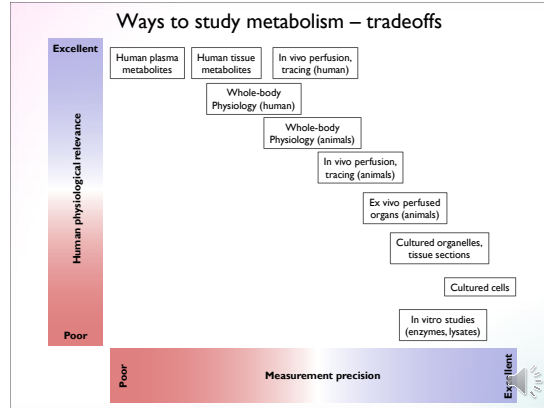 Ways to study metabolism – tradeoffs
Excellent
Human physiological relevance
Poor
Human plasma
metabolites
Human tissue
metabolites
In vivo perfusion,
tracing (human)
Whole-body
Physiology (human)
Whole-body
Physiology (animals)
In vivo perfusion,
tracing (animals)
Ex vivo perfused
organs (animals)
Cultured organelles,
tissue sections
Cultured cells
In vitro studies
(enzymes, lysates)
Poor
Measurement precision
Excellent